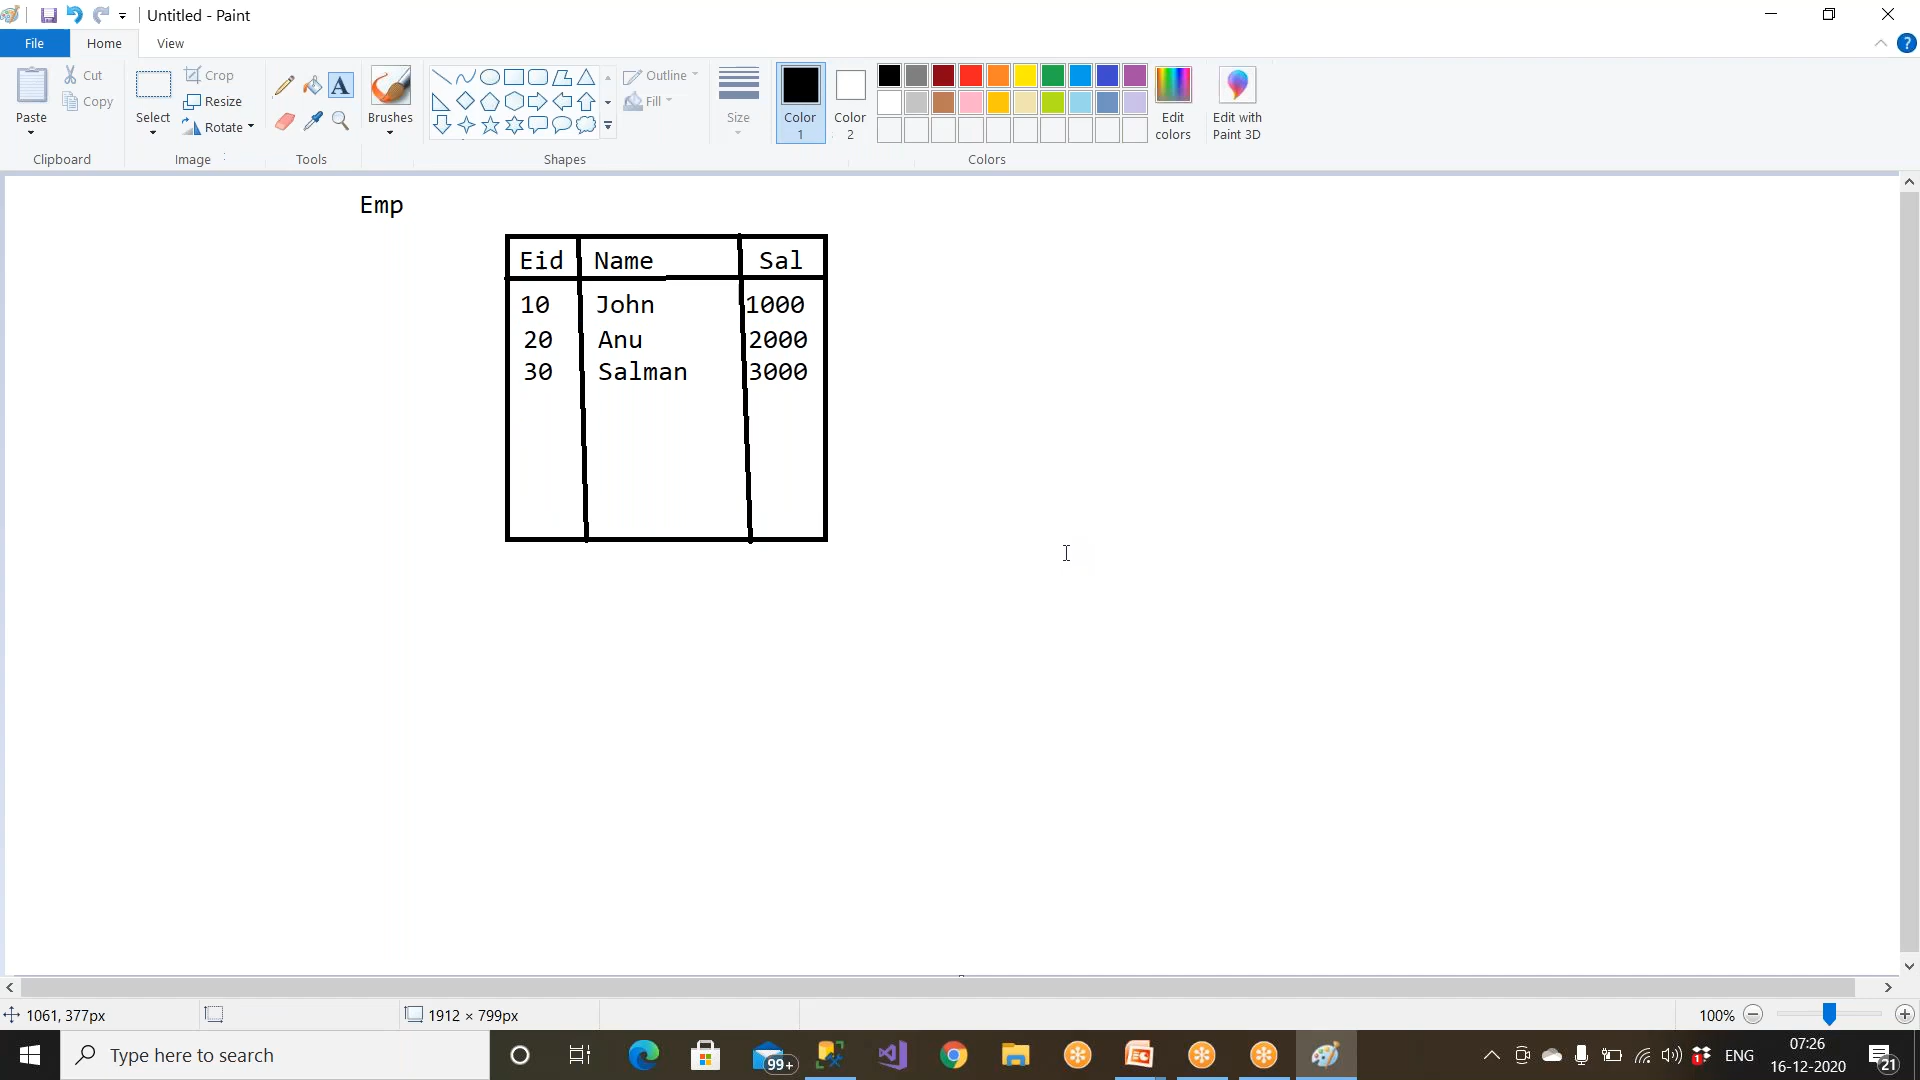 Untitled - Paint
File Home View
Paste
Cut
Copy
Clipboard
Select
Crop
Resize
Rotate
Image
A
Tools
Brushes
Shapes
Outline
Fill
Size
Color 1
Color 2
Edit colors
Edit with Paint 3D
Colors
Emp
Eid Name Sal
10 John 1000
20 Anu 2000
30 Salman 3000
1061, 377px 1912 × 799px 100%
Type here to search 99+ 1 ENG 07:26
16-12-2020 21